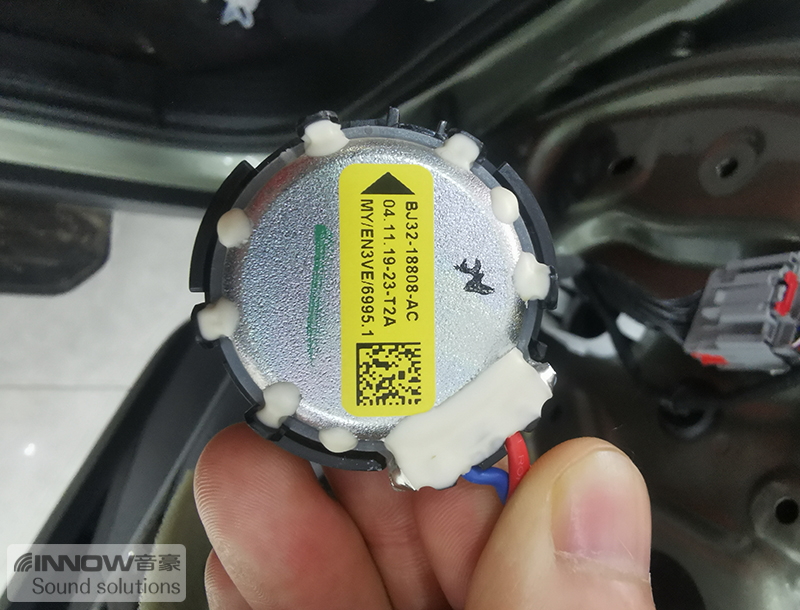 BJ32-18808-AC
04.11.19-23-T2A
MY/EN3VE/6995.1
INNOW音豪
Sound solutions